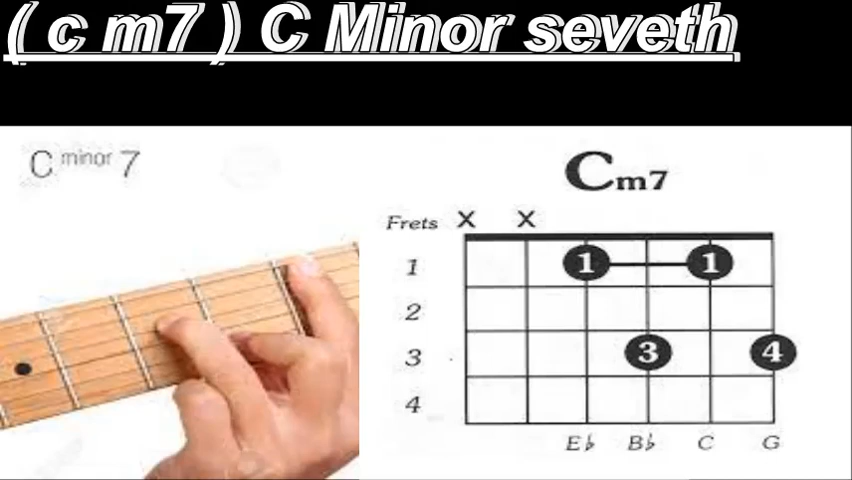 ( c m7 ) C Minor seveth
C minor 7
Cm7
Frets X X
1 1 1
2
3 3 4
4
E♭ B♭ C G